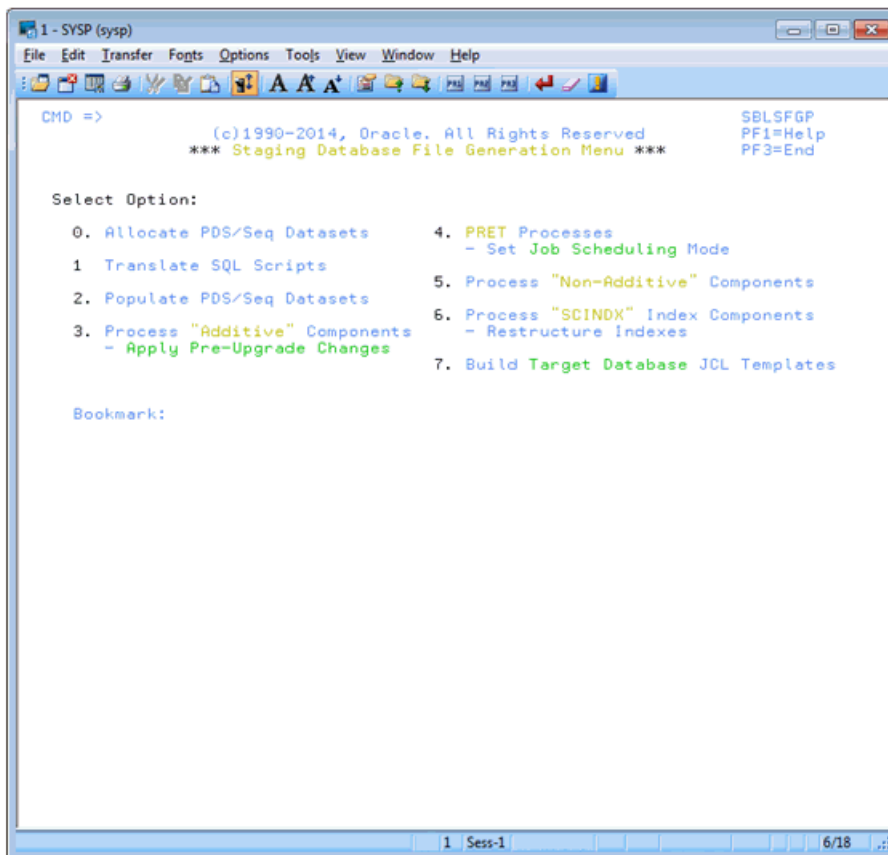 1 - SYSP (sysp)
File Edit Transfer Fonts Options Tools View Window Help
CMD => SBLSFGP
(c)1990-2014, Oracle. All Rights Reserved PF1=Help
*** Staging Database File Generation Menu *** PF3=End
Select Option:
0. Allocate PDS/Seq Datasets
1 Translate SQL Scripts
2. Populate PDS/Seq Datasets
3. Process "Additive" Components
- Apply Pre-Upgrade Changes
4. PRET Processes
- Set Job Scheduling Mode
5. Process "Non-Additive" Components
6. Process "SCINDX" Index Components
- Restructure Indexes
7. Build Target Database JCL Templates
Bookmark:
1 Sess-1 6/18